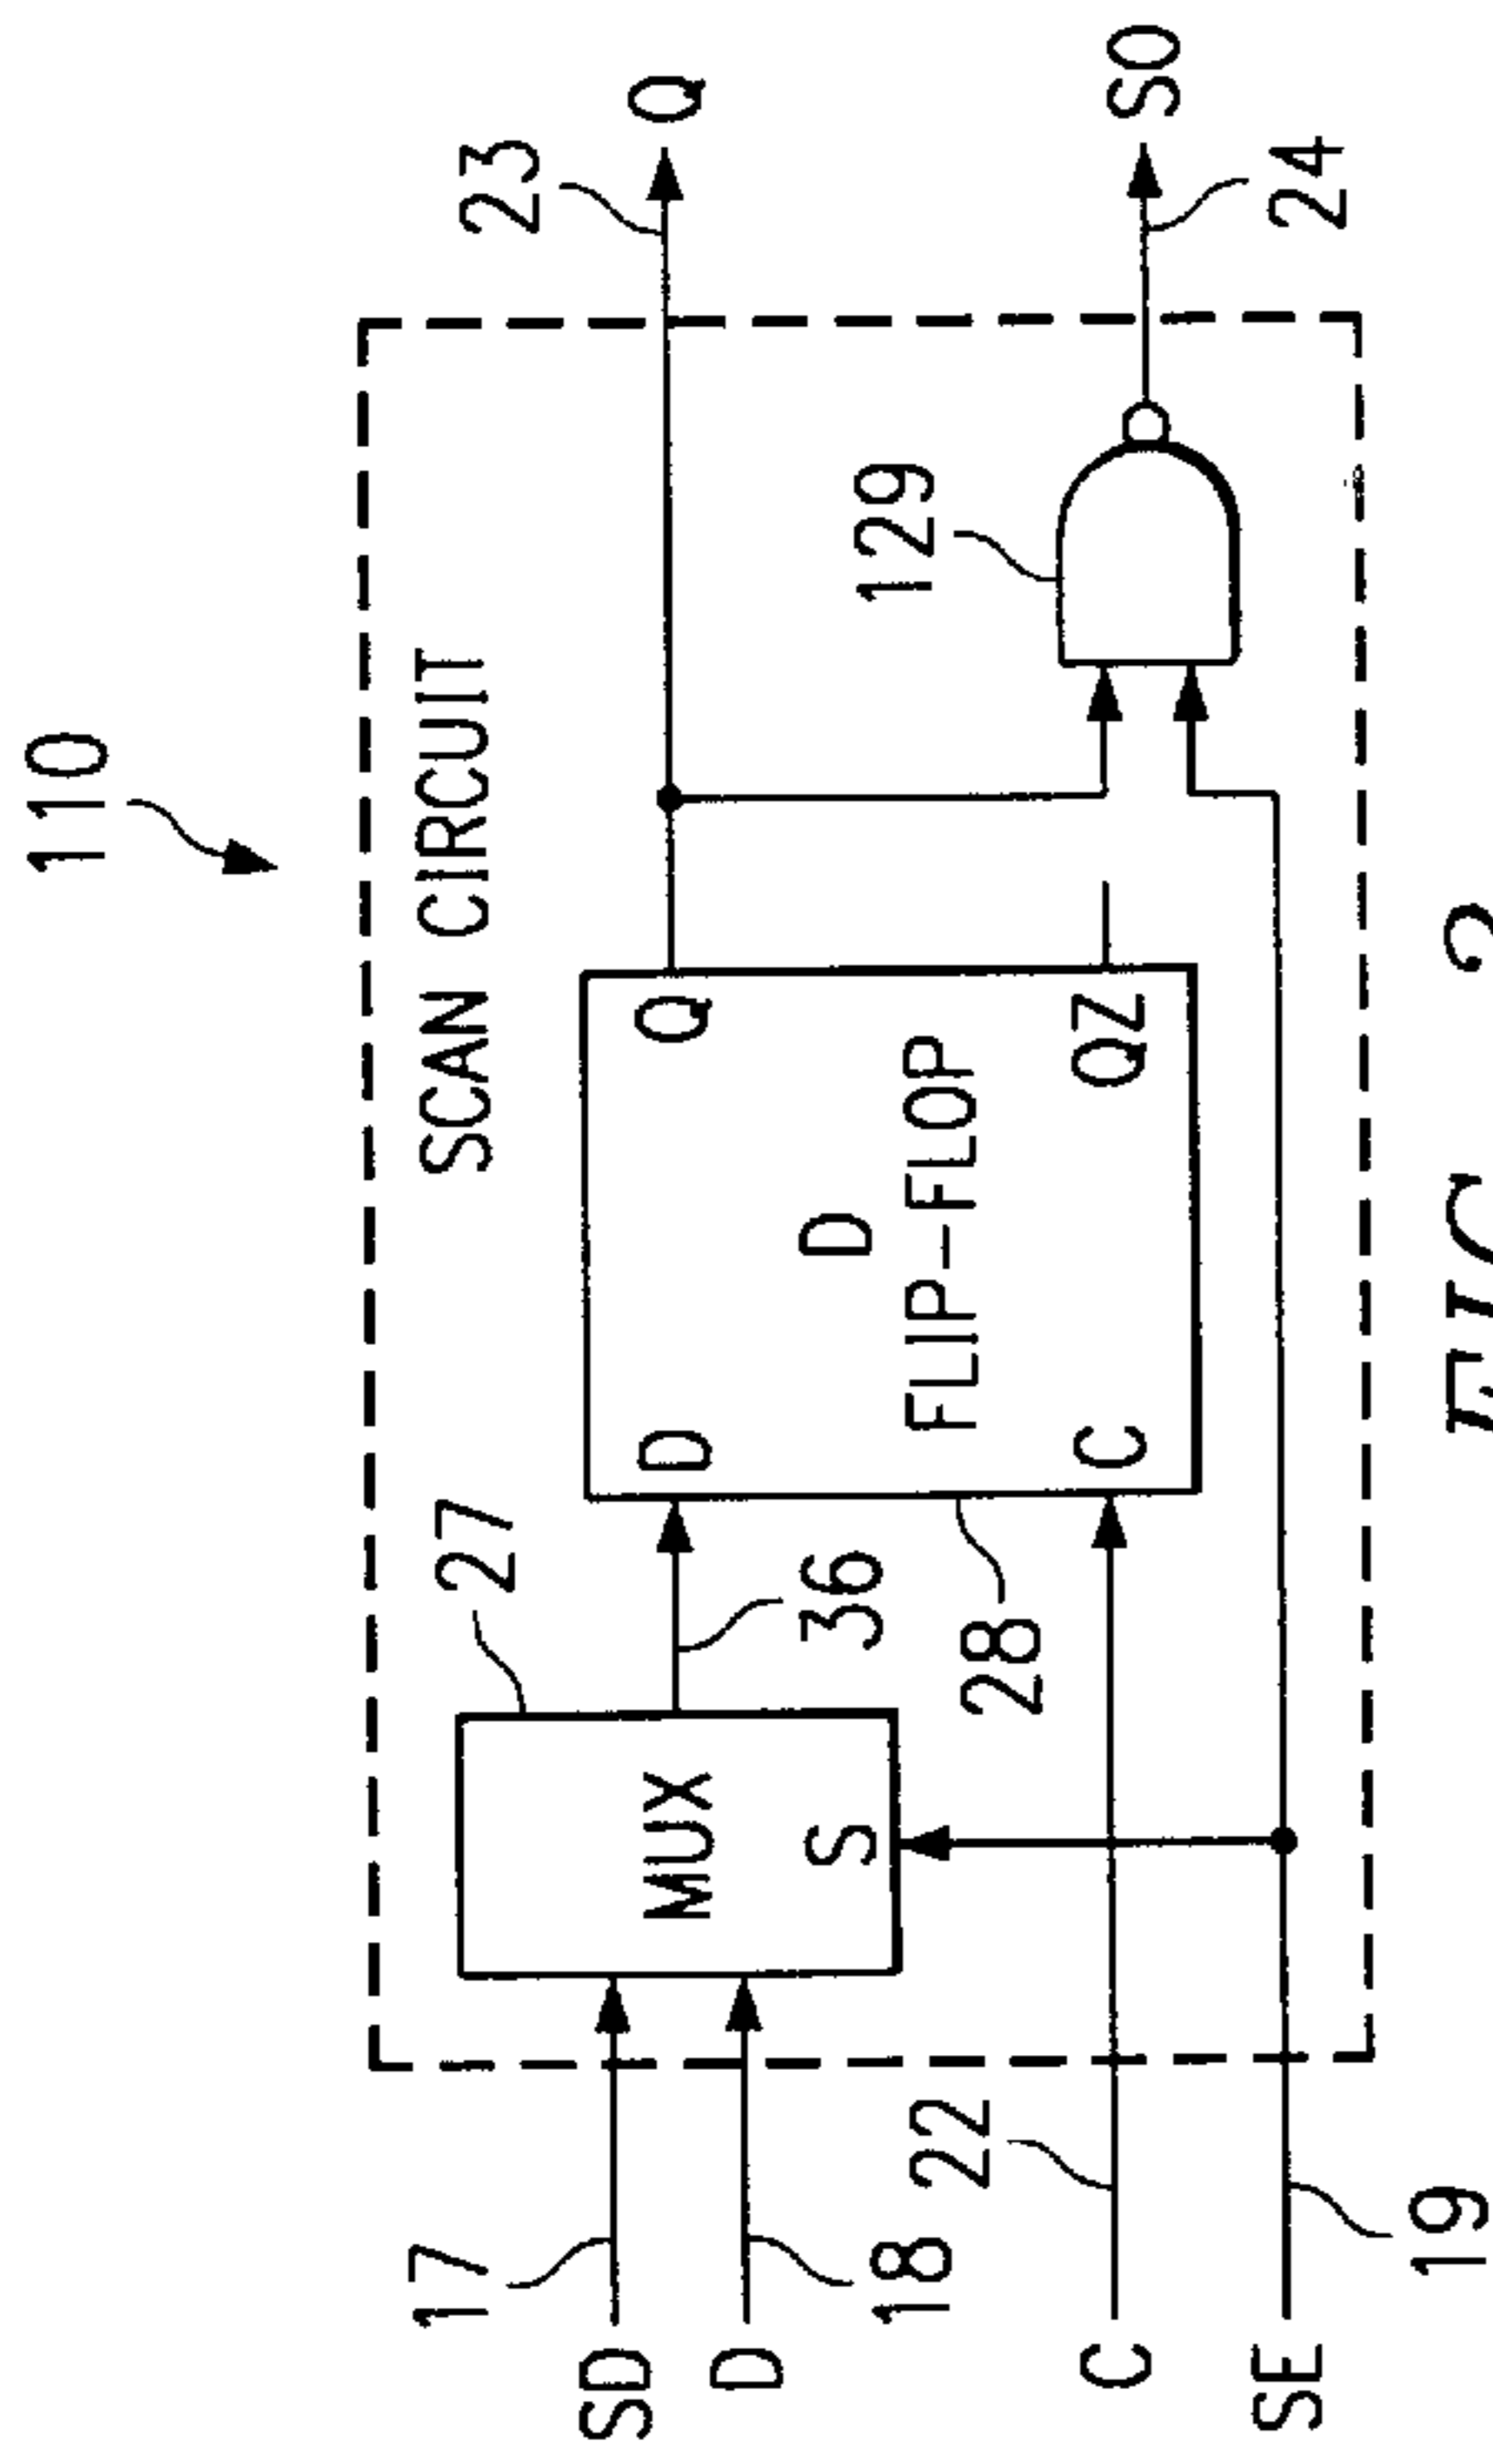 110
SCAN CIRCUIT
17
SD
D
18
22
C
SE
19
27
MUX
S
36
28
D
C
D
FLIP-FLOP
Q
QZ
129
23
Q
SO
24